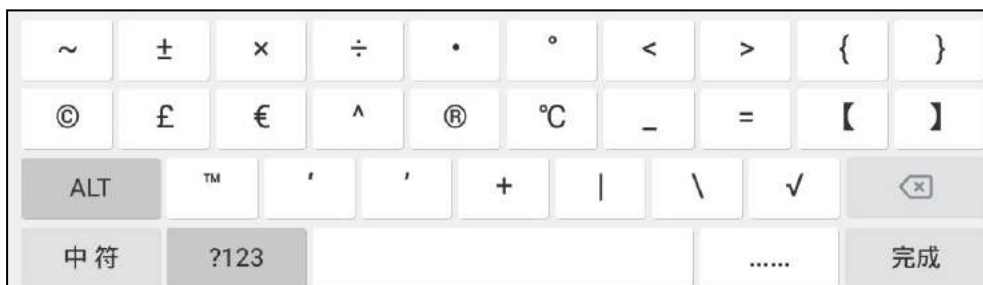 ~ ± × ÷ • ° < > { }
© £ € ^ ® ℃ _ = 【 】
ALT ™ ‘ ’ + | \ √
中 符 ?123 ...... 完成